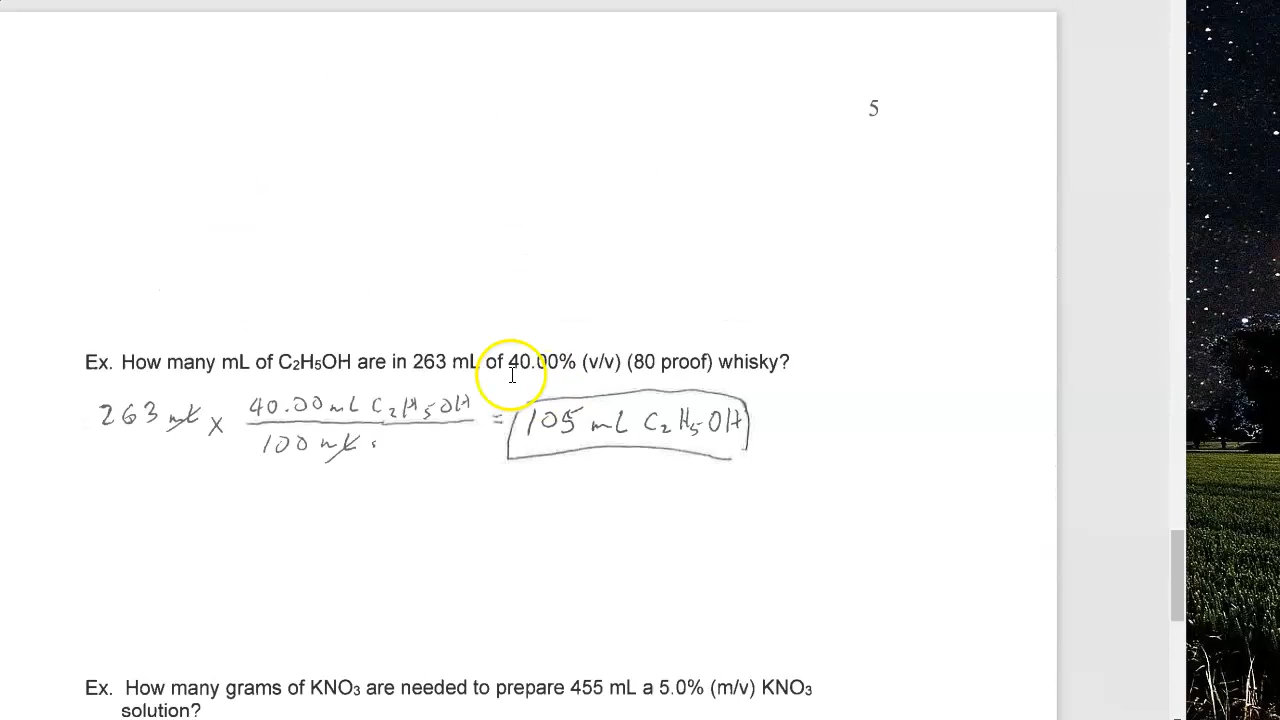 5
Ex. How many mL of C₂H₅OH are in 263 mL of 40.00% (v/v) (80 proof) whisky?
263 mL x 40.00 mL C₂H₅OH / 100 mL = 105 mL C₂H₅OH
Ex. How many grams of KNO₃ are needed to prepare 455 mL a 5.0% (m/v) KNO₃
solution?